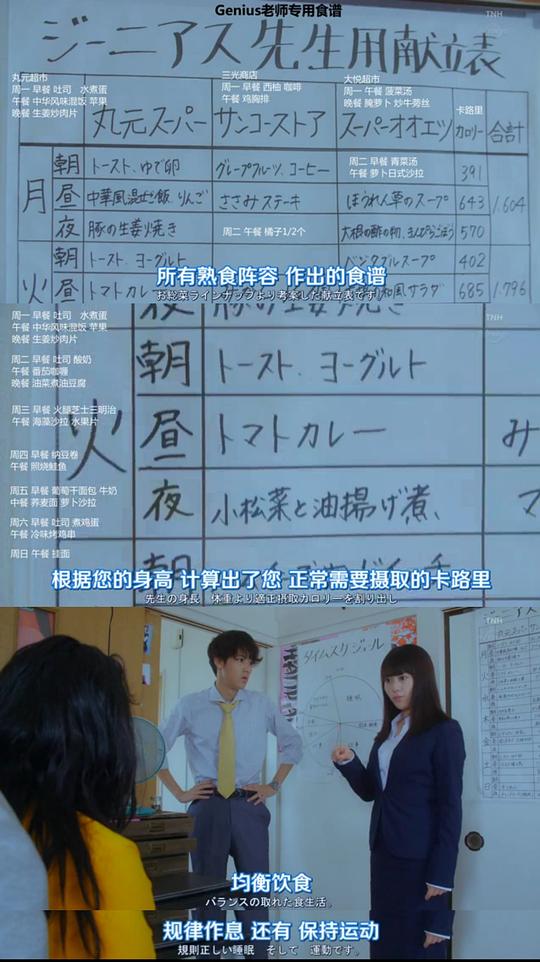 Genius老师专用食谱
TNH
ジーニアス先生用献立表
丸元超市
周一 早餐 吐司 水煮蛋
午餐 中华风味混饭 苹果
晚餐 生姜炒肉片
三光商店
周一 早餐 西柚 咖啡
午餐 鸡胸排
大悦超市
周一 午餐 菠菜汤
晚餐 腌萝卜 炒牛蒡丝
卡路里
丸元スーパー サンコーストア スーパーオオエツ カロリー 合計
月
朝 トースト、ゆで卵 グレープフルーツ、コーヒー 391
周二 早餐 青菜汤
午餐 萝卜日式沙拉
昼 中華風混ぜご飯、りんご ささみステーキ ほうれん草のスープ 643 1,604
夜 豚の生姜焼き 大根の酢の物、きんぴらごぼう 570
周二 午餐 橘子1/2个
火
朝 トースト、ヨーグルト ベジタブルスープ 402
昼 トマトカレー 和風サラダ 685 1,796
所有熟食阵容 作出的食谱
お総菜ラインナップより考案した献立表です
周一 早餐 吐司 水煮蛋
午餐 中华风味混饭 苹果
晚餐 生姜炒肉片
周二 早餐 吐司 酸奶
午餐 番茄咖喱
晚餐 油菜煮油豆腐
周三 早餐 火腿芝士三明治
午餐 海藻沙拉 水果片
周四 早餐 纳豆卷
午餐 照烧鲑鱼
周五 早餐 葡萄干面包 牛奶
中餐 荞麦面 萝卜沙拉
周六 早餐 吐司 煮鸡蛋
午餐 冷味烤鸡串
周日 午餐 挂面
TNH
火
朝 トースト、ヨーグルト
昼 トマトカレー み
夜 小松菜と油揚げ煮、 マ
朝
根据您的身高 计算出了您 正常需要摄取的卡路里
先生の身長 体重より適正摂取カロリーを割り出し
TNH
タイムスケジュール
睡眠
均衡饮食
バランスの取れた食生活
规律作息 还有 保持运动
規則正しい睡眠 そして 運動です。